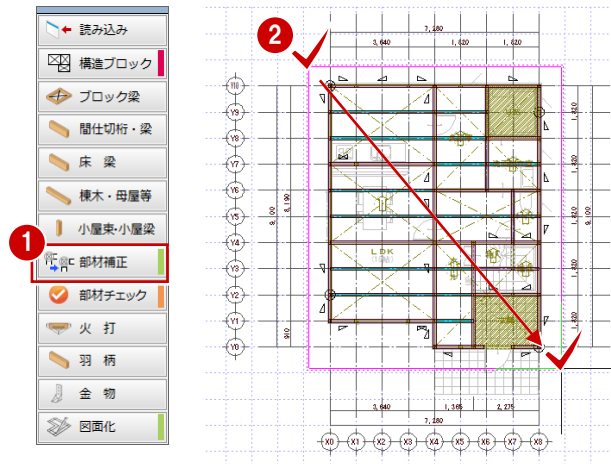 読み込み
構造ブロック
ブロック梁
間仕切桁・梁
床 梁
棟木・母屋等
小屋束・小屋梁
1
部材補正
部材チェック
火 打
羽 柄
金 物
図面化
2
7,280
3,640
1,820
1,820
Y10
Y9
Y8
Y7
Y6
Y5
Y4
Y3
Y2
Y1
Y0
9,100
8,190
910
1,820
1,820
1,820
1,820
1,820
9,100
LDK
3,640
1,365
2,275
7,280
X0
X1
X2
X3
X4
X5
X6
X7
X8